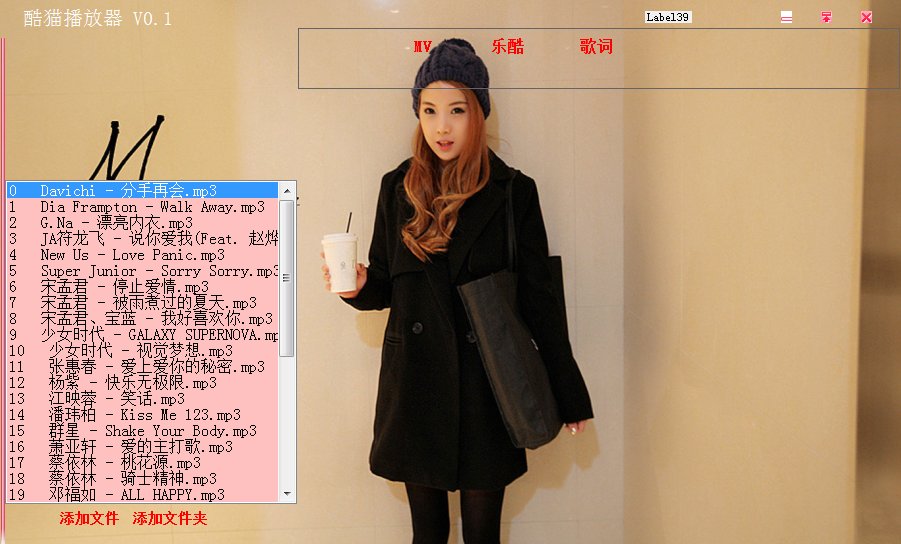 酷猫播放器 V0.1
Label39
MV 乐酷 歌词
M
0 Davichi - 分手再会.mp3
1 Dia Frampton - Walk Away.mp3
2 G.Na - 漂亮内衣.mp3
3 JA符龙飞 - 说你爱我(Feat. 赵烨
4 New Us - Love Panic.mp3
5 Super Junior - Sorry Sorry.mp3
6 宋孟君 - 停止爱情.mp3
7 宋孟君 - 被雨煮过的夏天.mp3
8 宋孟君、宝蓝 - 我好喜欢你.mp3
9 少女时代 - GALAXY SUPERNOVA.mp
10 少女时代 - 视觉梦想.mp3
11 张惠春 - 爱上爱你的秘密.mp3
12 杨紫 - 快乐无极限.mp3
13 江映蓉 - 笑话.mp3
14 潘玮柏 - Kiss Me 123.mp3
15 群星 - Shake Your Body.mp3
16 萧亚轩 - 爱的主打歌.mp3
17 蔡依林 - 桃花源.mp3
18 蔡依林 - 骑士精神.mp3
19 邓福如 - ALL HAPPY.mp3
添加文件 添加文件夹